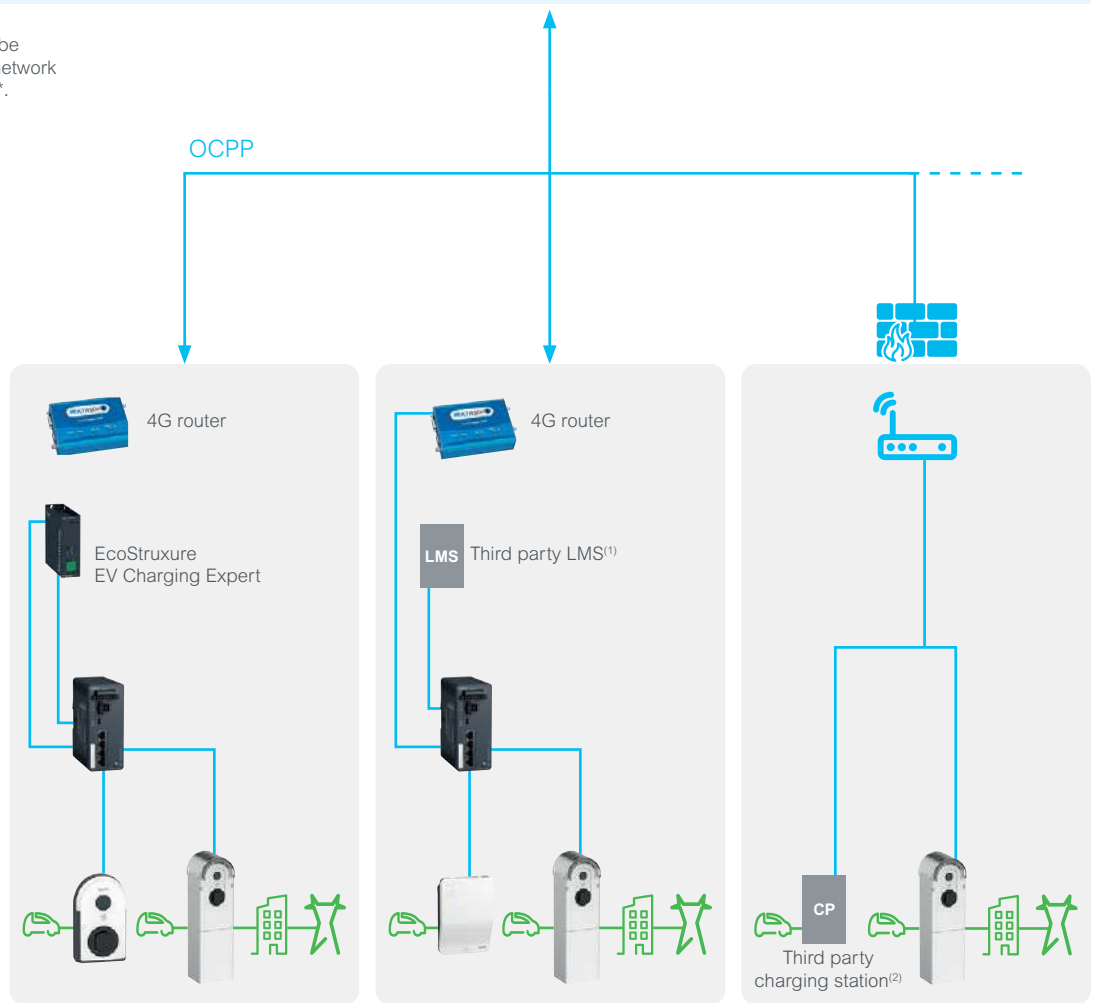 be
network
*.
OCPP
4G router
4G router
EcoStruxure
EV Charging Expert
LMS
Third party LMS(1)
CP
Third party
charging station(2)